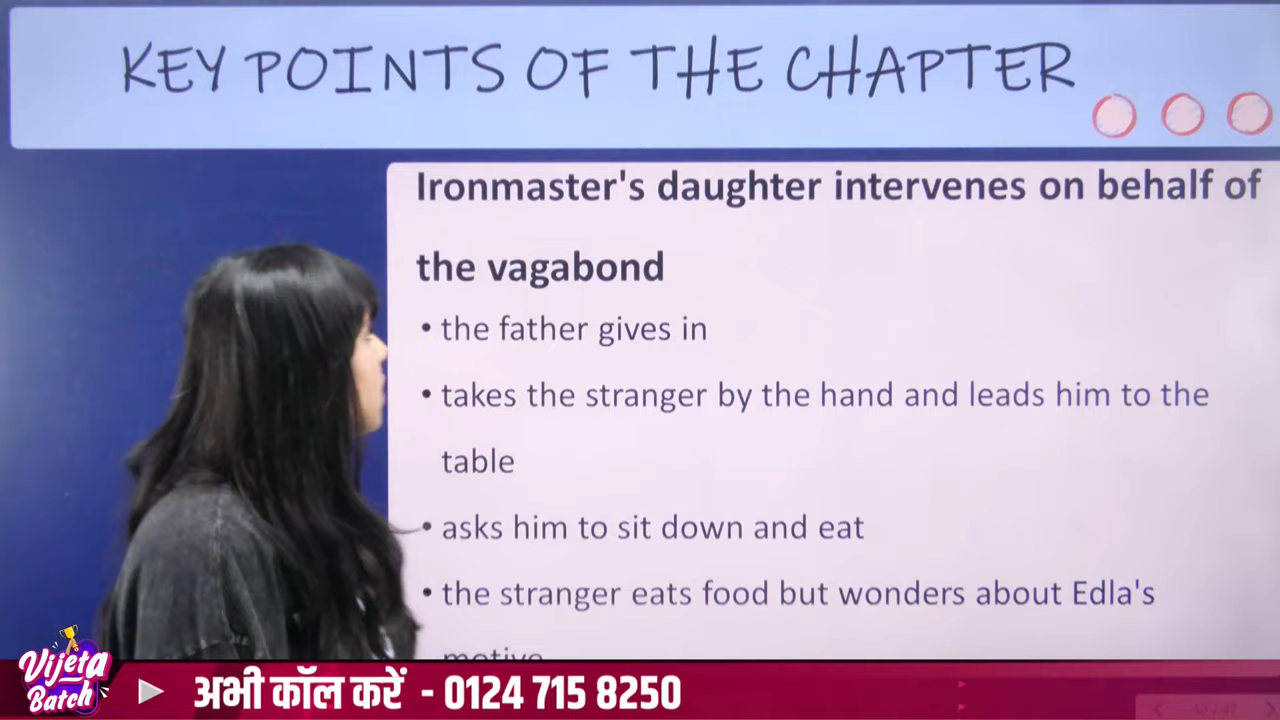 KEY POINTS OF THE CHAPTER
Ironmaster's daughter intervenes on behalf of
the vagabond
• the father gives in
• takes the stranger by the hand and leads him to the
table
• asks him to sit down and eat
• the stranger eats food but wonders about Edla's
motive
Vijeta
Batch
अभी कॉल करें - 0124 715 8250